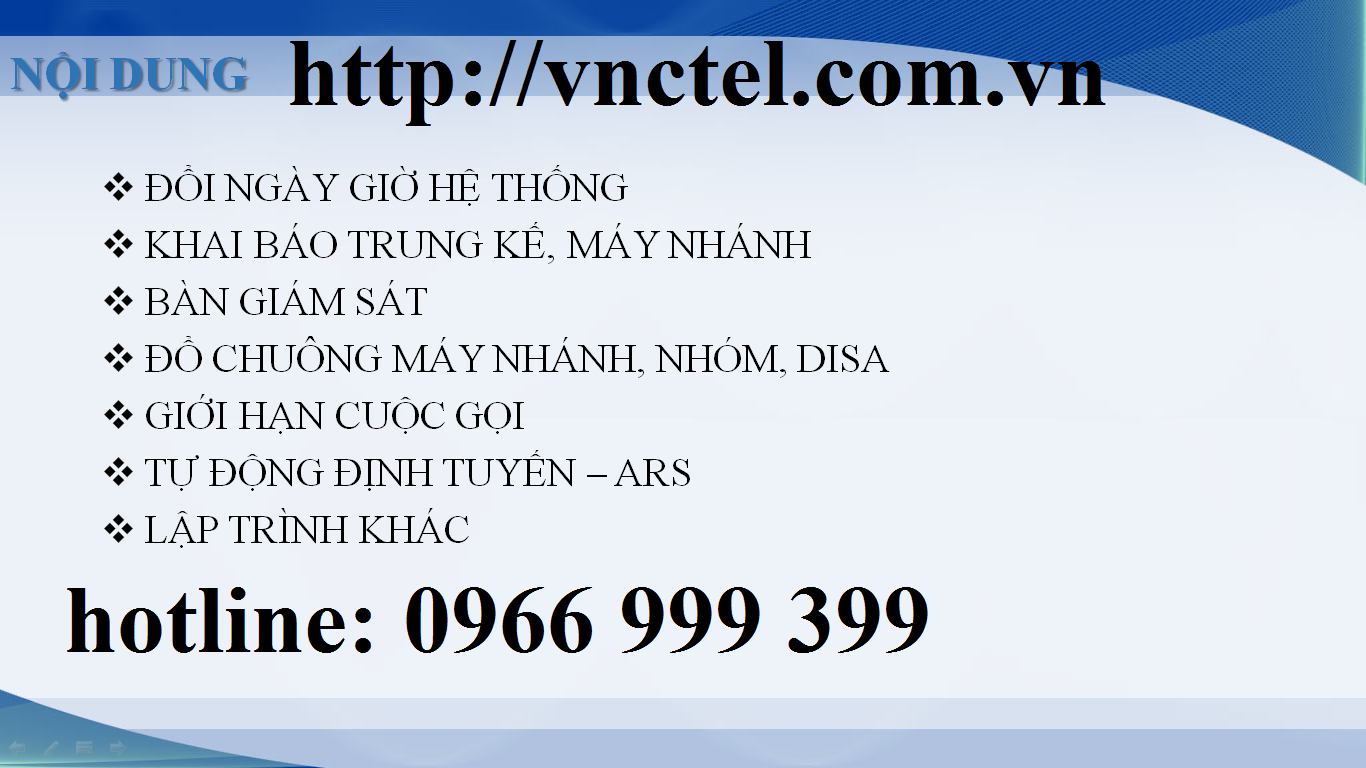 NỘI DUNG http://vnctel.com.vn
❖ ĐỔI NGÀY GIỜ HỆ THỐNG
❖ KHAI BÁO TRUNG KẾ, MÁY NHÁNH
❖ BÀN GIÁM SÁT
❖ ĐỔ CHUÔNG MÁY NHÁNH, NHÓM, DISA
❖ GIỚI HẠN CUỘC GỌI
❖ TỰ ĐỘNG ĐỊNH TUYẾN – ARS
❖ LẬP TRÌNH KHÁC
hotline: 0966 999 399